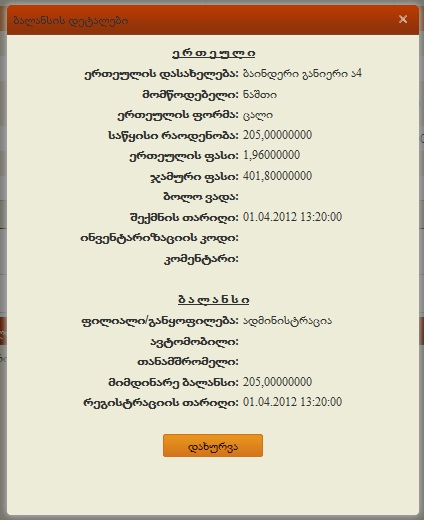 ბალანსის დეტალები
ერთეული
ერთეულის დასახელება: ბაინდერი განიერი ა4
მომწოდებელი: ნაშთი
ერთეულის ფორმა: ცალი
საწყისი რაოდენობა: 205,00000000
ერთეულის ფასი: 1,96000000
ჯამური ფასი: 401,80000000
ბოლო ვადა:
შექმნის თარიღი: 01.04.2012 13:20:00
ინვენტარიზაციის კოდი:
კომენტარი:
ბალანსი
ფილიალი/განყოფილება: ადმინისტრაცია
ავტომობილი:
თანამშრომელი:
მიმდინარე ბალანსი: 205,00000000
რეგისტრაციის თარიღი: 01.04.2012 13:20:00
დახურვა